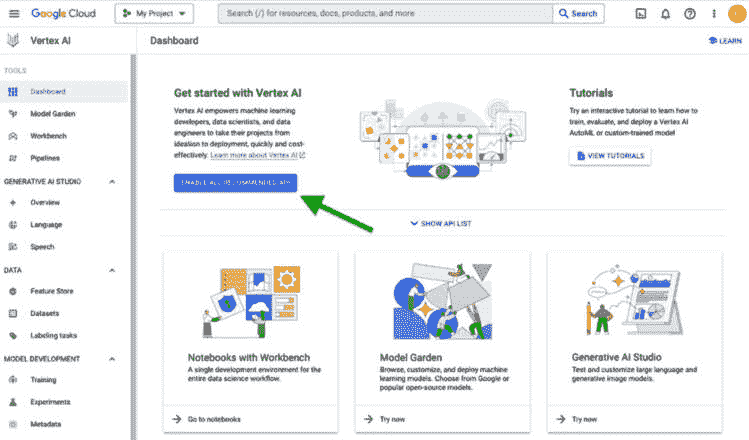 Google Cloud
My Project
Search (/) for resources, docs, products, and more
Search
Vertex AI
Dashboard
LEARN
TOOLS
Dashboard
Model Garden
Workbench
Pipelines
GENERATIVE AI STUDIO
Overview
Language
Speech
DATA
Feature Store
Datasets
Labeling tasks
MODEL DEVELOPMENT
Training
Experiments
Metadata
Get started with Vertex AI
Vertex AI empowers machine learning
developers, data scientists, and data
engineers to take their projects from
ideation to deployment, quickly and cost-
effectively. Learn more about Vertex AI
ENABLE ALL RECOMMENDED API
Tutorials
Try an interactive tutorial to learn how to
train, evaluate, and deploy a Vertex AI
AutoML or custom-trained model
VIEW TUTORIALS
SHOW API LIST
Notebooks with Workbench
A single development environment for the
entire data science workflow.
Go to notebooks
Model Garden
Browse, customize, and deploy machine
learning models. Choose from Google or
popular open-source models.
Try now
Generative AI Studio
Test and customize large language and
generative image models.
Try now